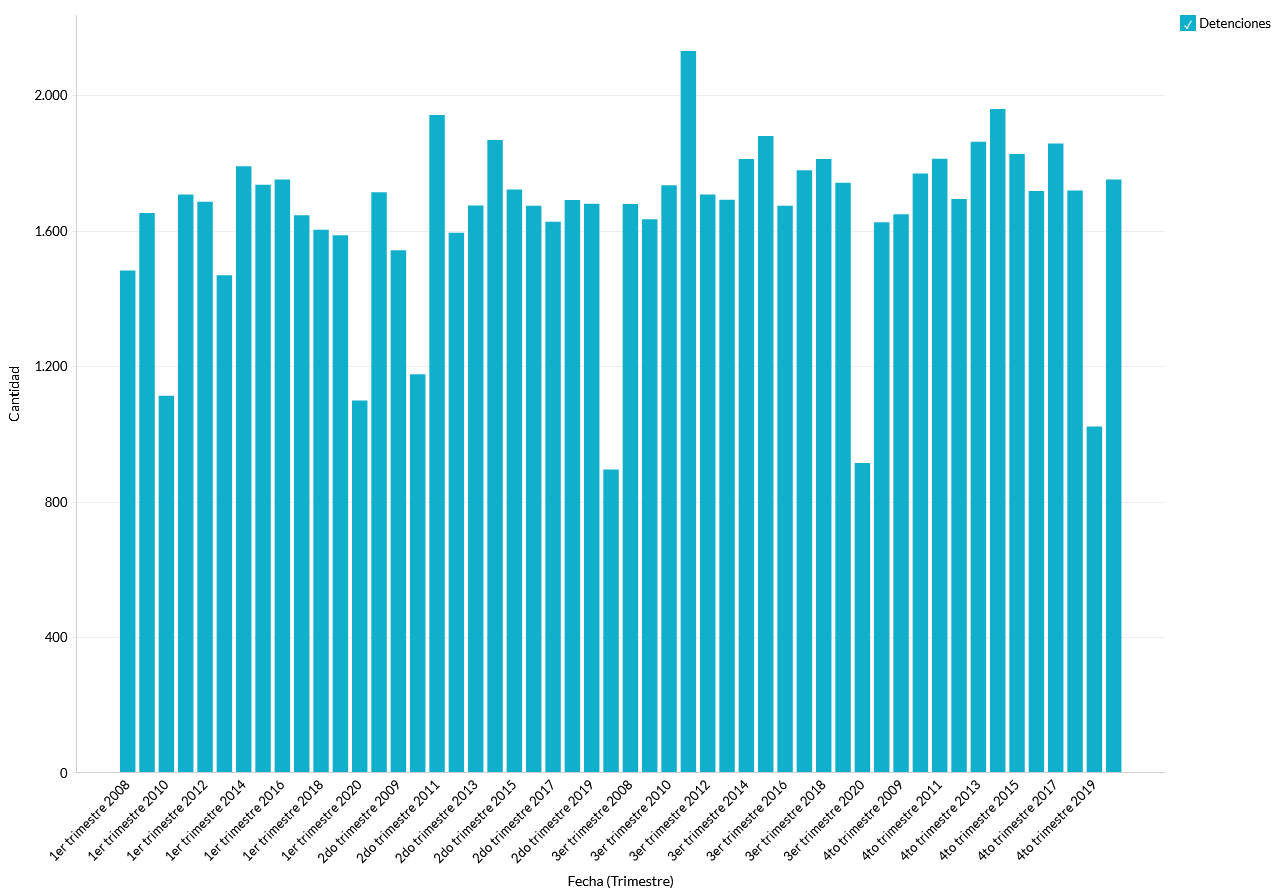 Detenciones
2.000
1.600
1.200
800
400
0
Cantidad
1er trimestre 2008
1er trimestre 2010
1er trimestre 2012
1er trimestre 2014
1er trimestre 2016
1er trimestre 2018
1er trimestre 2020
2do trimestre 2009
2do trimestre 2011
2do trimestre 2013
2do trimestre 2015
2do trimestre 2017
2do trimestre 2019
3er trimestre 2008
3er trimestre 2010
3er trimestre 2012
3er trimestre 2014
3er trimestre 2016
3er trimestre 2018
3er trimestre 2020
4to trimestre 2009
4to trimestre 2011
4to trimestre 2013
4to trimestre 2015
4to trimestre 2017
4to trimestre 2019
Fecha (Trimestre)